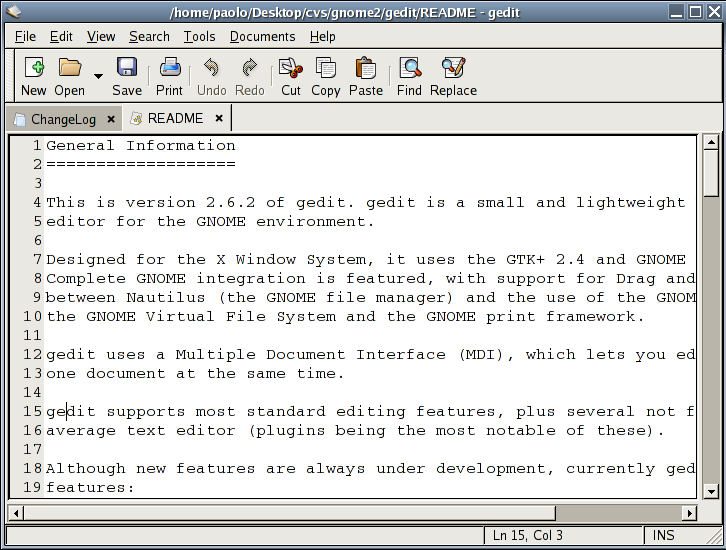 /home/paolo/Desktop/cvs/gnome2/gedit/README - gedit
File Edit View Search Tools Documents Help
New Open Save Print Undo Redo Cut Copy Paste Find Replace
ChangeLog README
1 General Information
2 ===================
3
4 This is version 2.6.2 of gedit. gedit is a small and lightweight
5 editor for the GNOME environment.
6
7 Designed for the X Window System, it uses the GTK+ 2.4 and GNOME
8 Complete GNOME integration is featured, with support for Drag and
9 between Nautilus (the GNOME file manager) and the use of the GNOM
10 the GNOME Virtual File System and the GNOME print framework.
11
12 gedit uses a Multiple Document Interface (MDI), which lets you ed
13 one document at the same time.
14
15 gedit supports most standard editing features, plus several not f
16 average text editor (plugins being the most notable of these).
17
18 Although new features are always under development, currently ged
19 features:
Ln 15, Col 3 INS